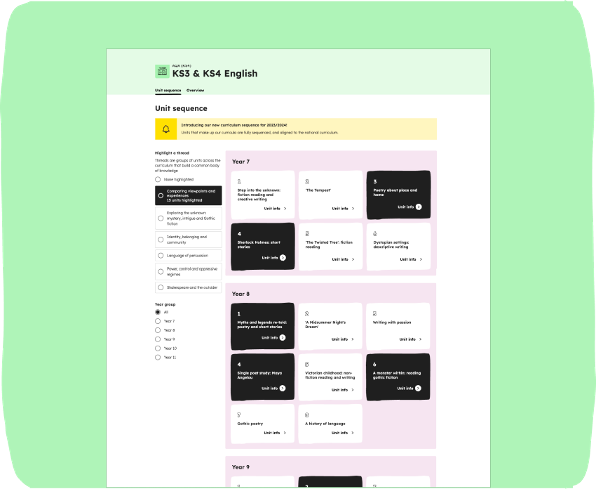 KS3 & KS4 English
Unit sequence
Overview
Unit sequence
Introducing our new curriculum sequence for 2023/2024!
Units that make up our curricula are fully sequenced, and aligned to the national curriculum.
Highlight a thread
Threads are groups of units across the
curriculum that build a common body
of knowledge
None highlighted
Comparing viewpoints and
experiences
15 units highlighted
Exploring the unknown:
mystery, intrigue and Gothic
fiction
Identity, belonging and
community
Language of persuasion
Power, control and oppressive
regimes
Shakespeare and the outsider
Year group
All
Year 7
Year 8
Year 9
Year 10
Year 11
Year 7
1
Step into the unknown:
fiction reading and
creative writing
Unit info
2
'The Tempest'
Unit info
3
Poetry about place and
home
Unit info
4
Sherlock Holmes: short
stories
Unit info
5
'The Twisted Tree': fiction
reading
Unit info
6
Dystopian settings:
descriptive writing
Unit info
Year 8
1
Myths and legends re-told:
poetry and short stories
Unit info
2
'A Midsummer Night's
Dream'
Unit info
3
Writing with passion
Unit info
4
Single poet study: Maya
Angelou
Unit info
5
Victorian childhood: non-
fiction reading and writing
Unit info
6
A monster within: reading
gothic fiction
Unit info
7
Gothic poetry
Unit info
8
A history of language
Unit info
Year 9